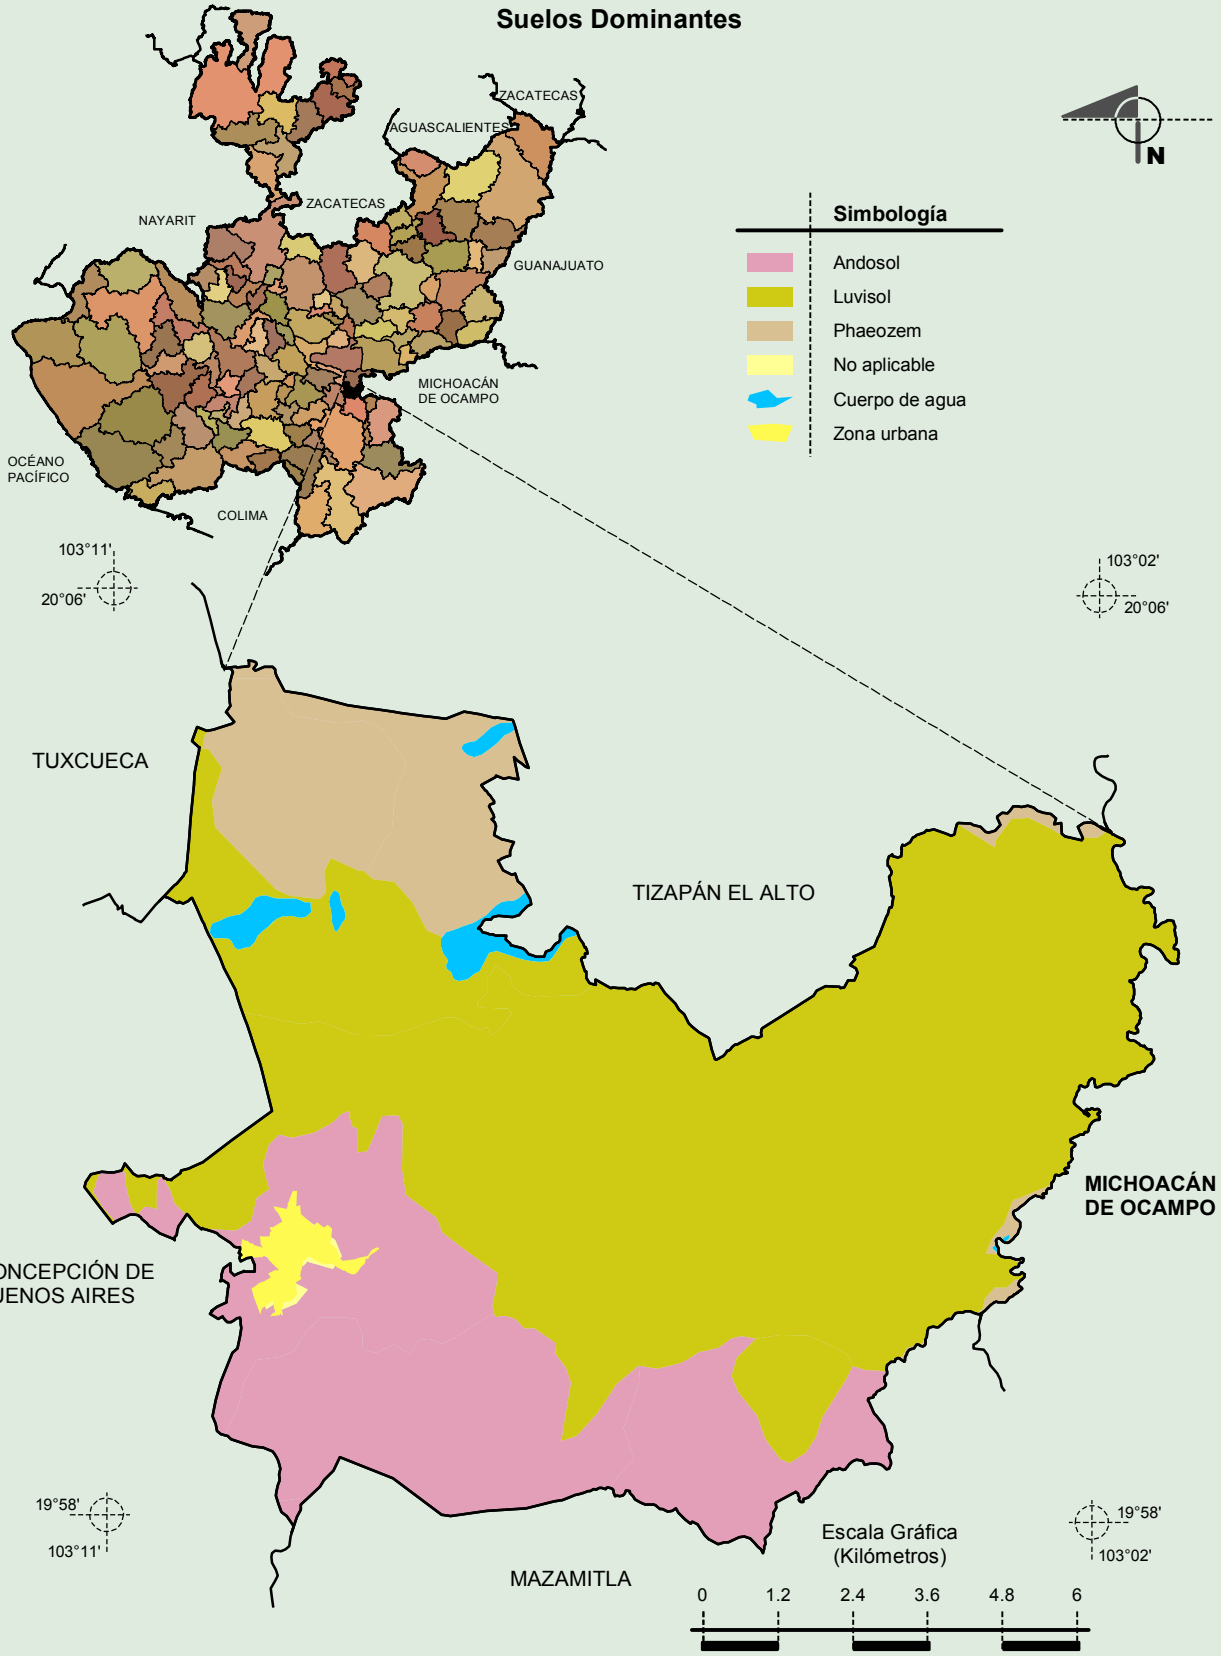 Suelos Dominantes
ZACATECAS
AGUASCALIENTES
ZACATECAS
NAYARIT
GUANAJUATO
MICHOACÁN
DE OCAMPO
OCÉANO
PACÍFICO
COLIMA
N
Simbología
Andosol
Luvisol
Phaeozem
No aplicable
Cuerpo de agua
Zona urbana
103°11'
20°06'
103°02'
20°06'
TUXCUECA
TIZAPÁN EL ALTO
MICHOACÁN
DE OCAMPO
ONCEPCIÓN DE
UENOS AIRES
19°58'
103°11'
19°58'
103°02'
MAZAMITLA
Escala Gráfica
(Kilómetros)
0 1.2 2.4 3.6 4.8 6